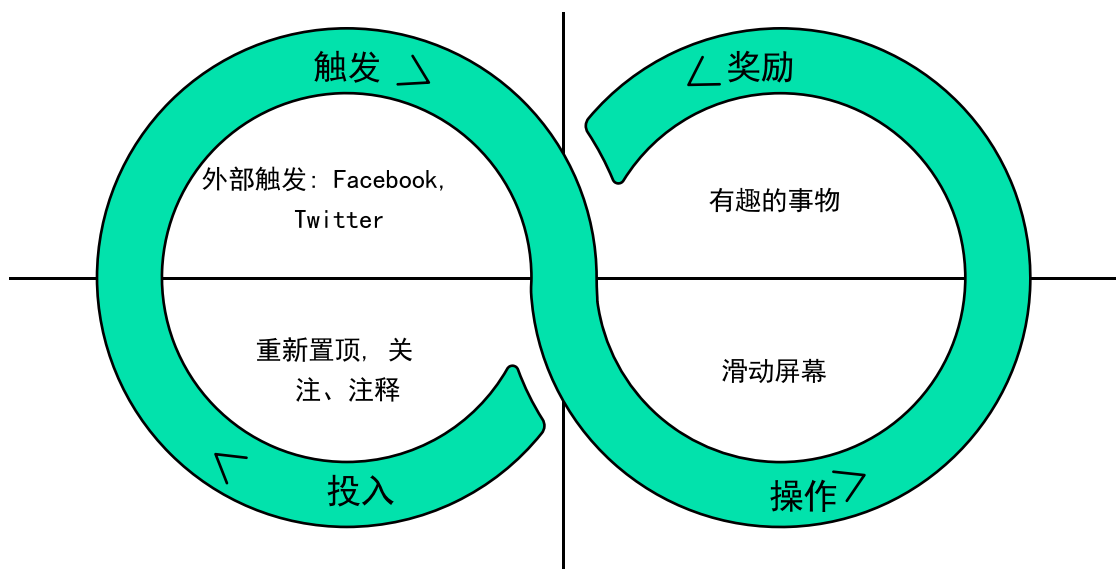 触发
奖励
外部触发: Facebook,
Twitter
有趣的事物
重新置顶, 关
注、注释
滑动屏幕
投入
操作